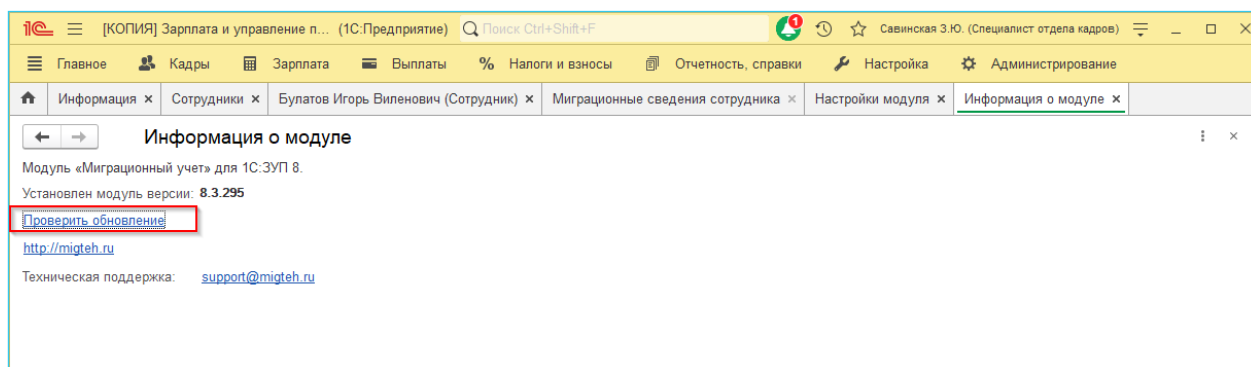 1С [КОПИЯ] Зарплата и управление п... (1С:Предприятие) Поиск Ctrl+Shift+F 9 Савинская З.Ю. (Специалист отдела кадров)
Главное Кадры Зарплата Выплаты % Налоги и взносы Отчетность, справки Настройка Администрирование
Информация × Сотрудники × Булатов Игорь Виленович (Сотрудник) × Миграционные сведения сотрудника × Настройки модуля × Информация о модуле ×
Информация о модуле
Модуль «Миграционный учет» для 1С:ЗУП 8.
Установлен модуль версии: 8.3.295
Проверить обновление
http://migteh.ru
Техническая поддержка: support@migteh.ru